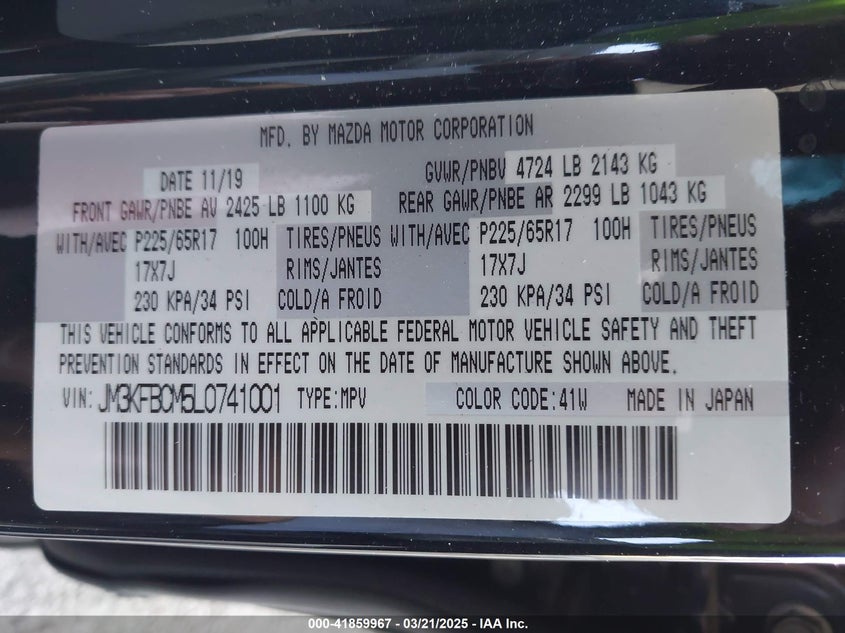 MFD. BY MAZDA MOTOR CORPORATION
DATE 11/19 GVWR/PNBV 4724 LB 2143 KG
FRONT GAWR/PNBE AV 2425 LB 1100 KG REAR GAWR/PNBE AR 2299 LB 1043 KG
WITH/AVEC P225/65R17 100H TIRES/PNEUS WITH/AVEC P225/65R17 100H TIRES/PNEUS
17X7J RIMS/JANTES 17X7J RIMS/JANTES
230 KPA/34 PSI COLD/A FROID 230 KPA/34 PSI COLD/A FROID
THIS VEHICLE CONFORMS TO ALL APPLICABLE FEDERAL MOTOR VEHICLE SAFETY AND THEFT
PREVENTION STANDARDS IN EFFECT ON THE DATE OF MANUFACTURE SHOWN ABOVE.
VIN: JM3KFBCM5L0741001 TYPE:MPV COLOR CODE:41W MADE IN JAPAN
000-41859967 - 03/21/2025 - IAA Inc.